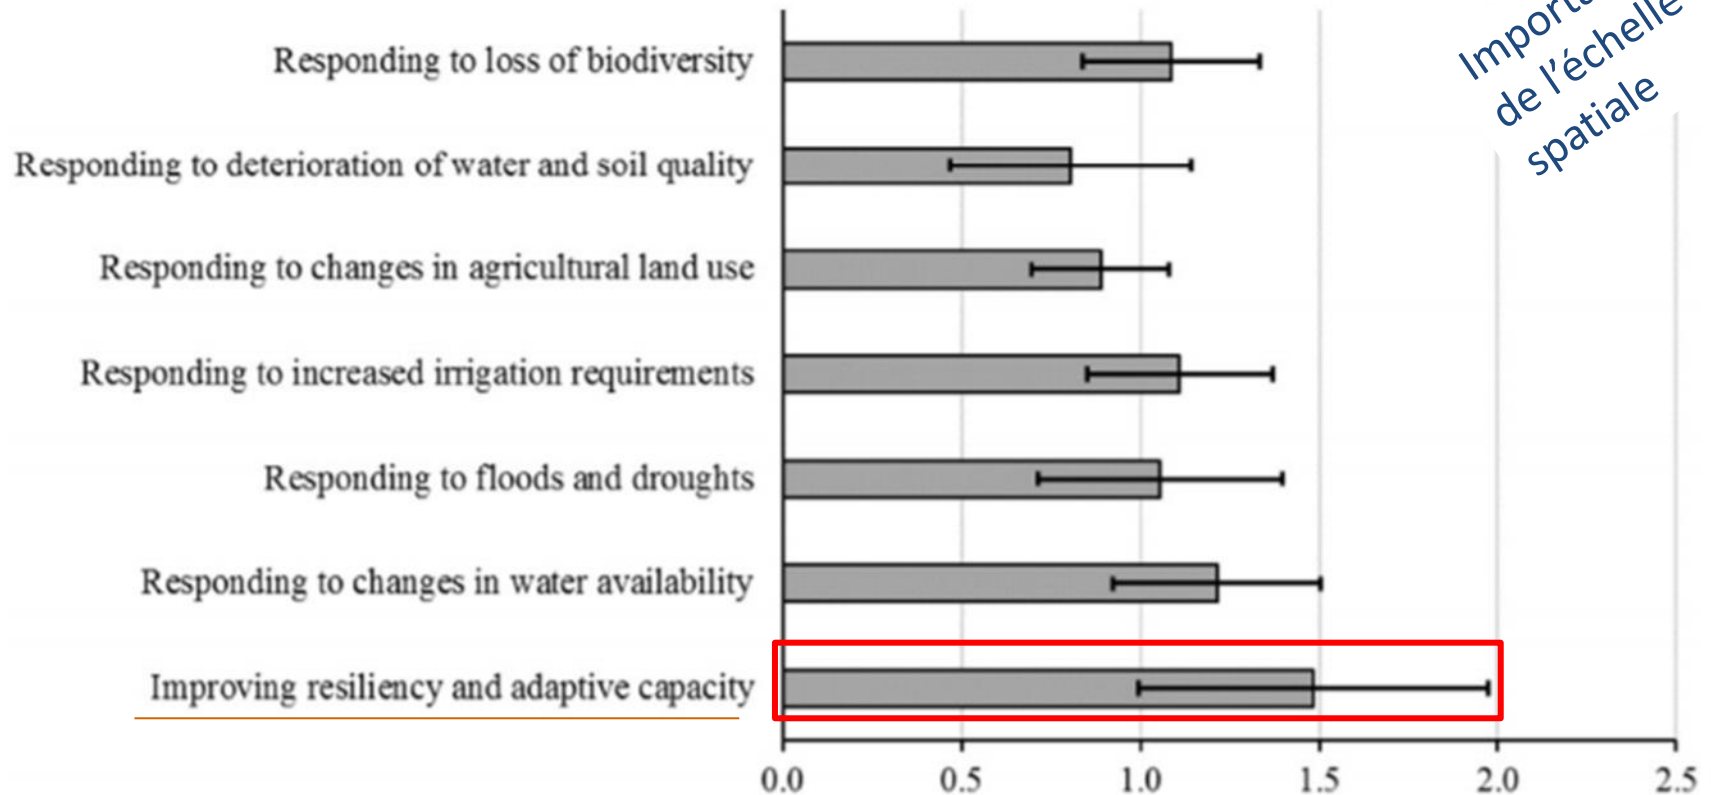 Responding to loss of biodiversity
Responding to deterioration of water and soil quality
Responding to changes in agricultural land use
Responding to increased irrigation requirements
Responding to floods and droughts
Responding to changes in water availability
Improving resiliency and adaptive capacity
0.0 0.5 1.0 1.5 2.0 2.5
de l'échelle
spatiale